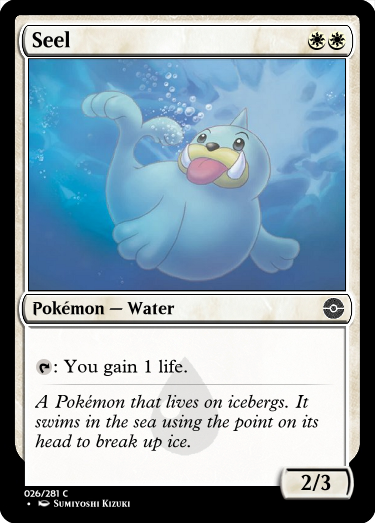 Seel
Pokémon — Water
: You gain 1 life.
A Pokémon that lives on icebergs. It
swims in the sea using the point on its
head to break up ice.
2/3
026/281 C
• Sumiyoshi Kizuki